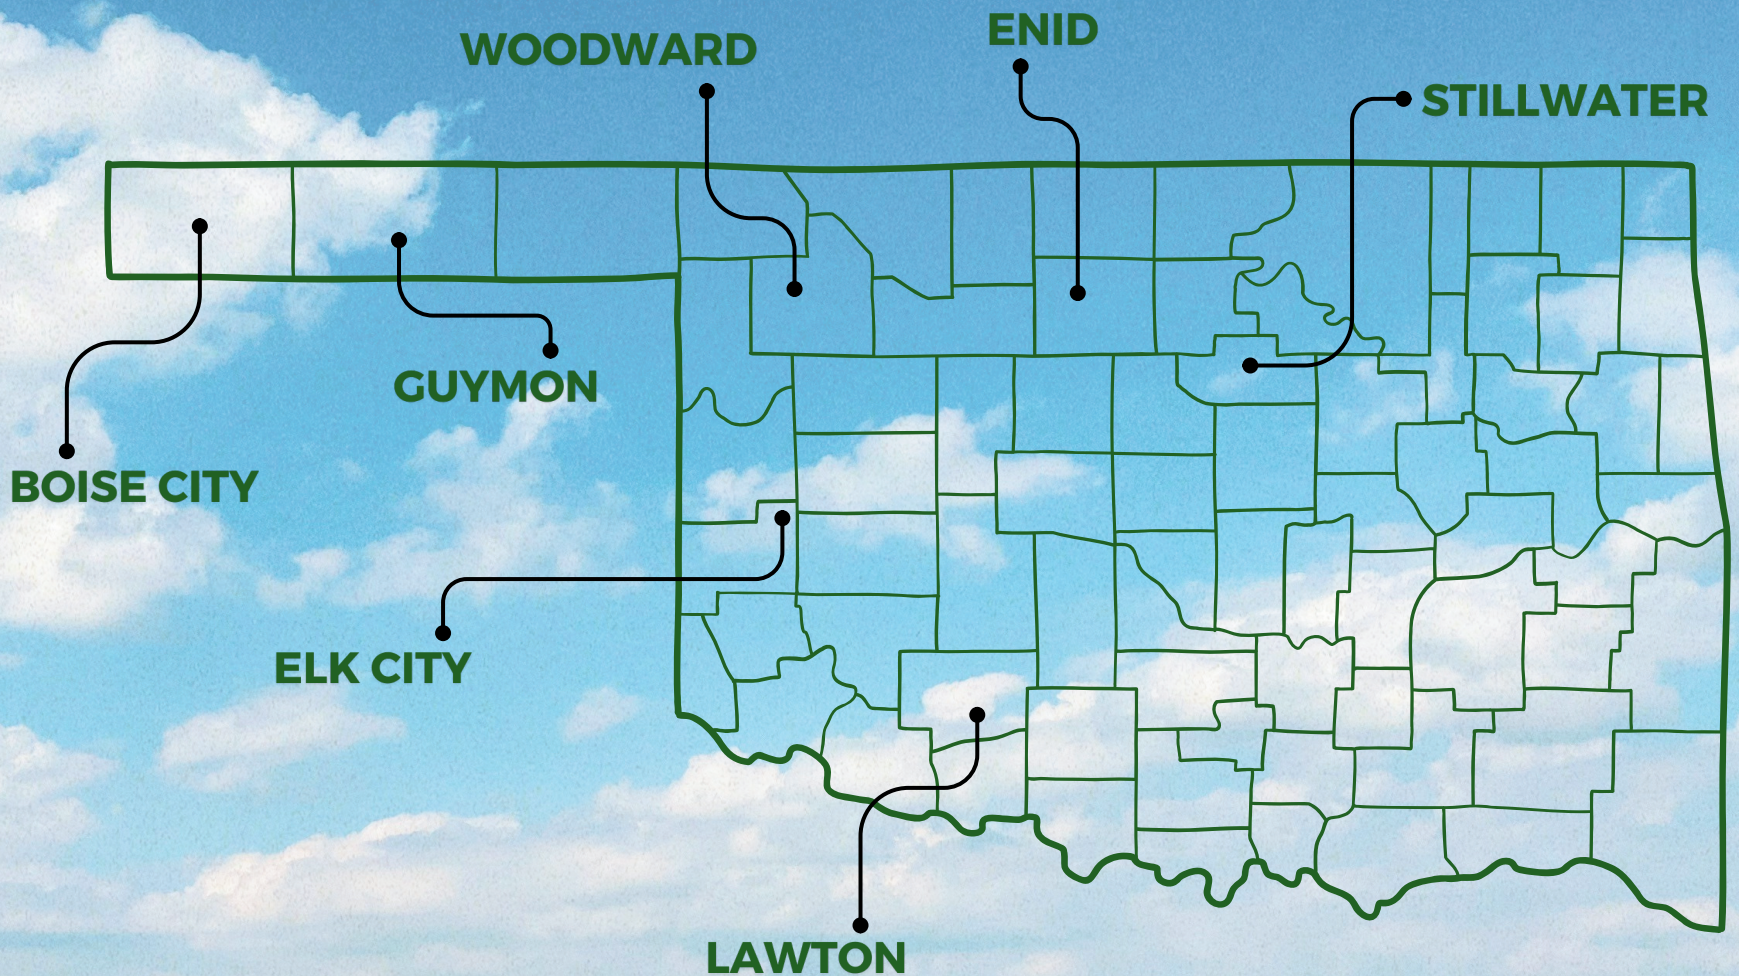 ENID
WOODWARD
STILLWATER
GUYMON
BOISE CITY
ELK CITY
LAWTON